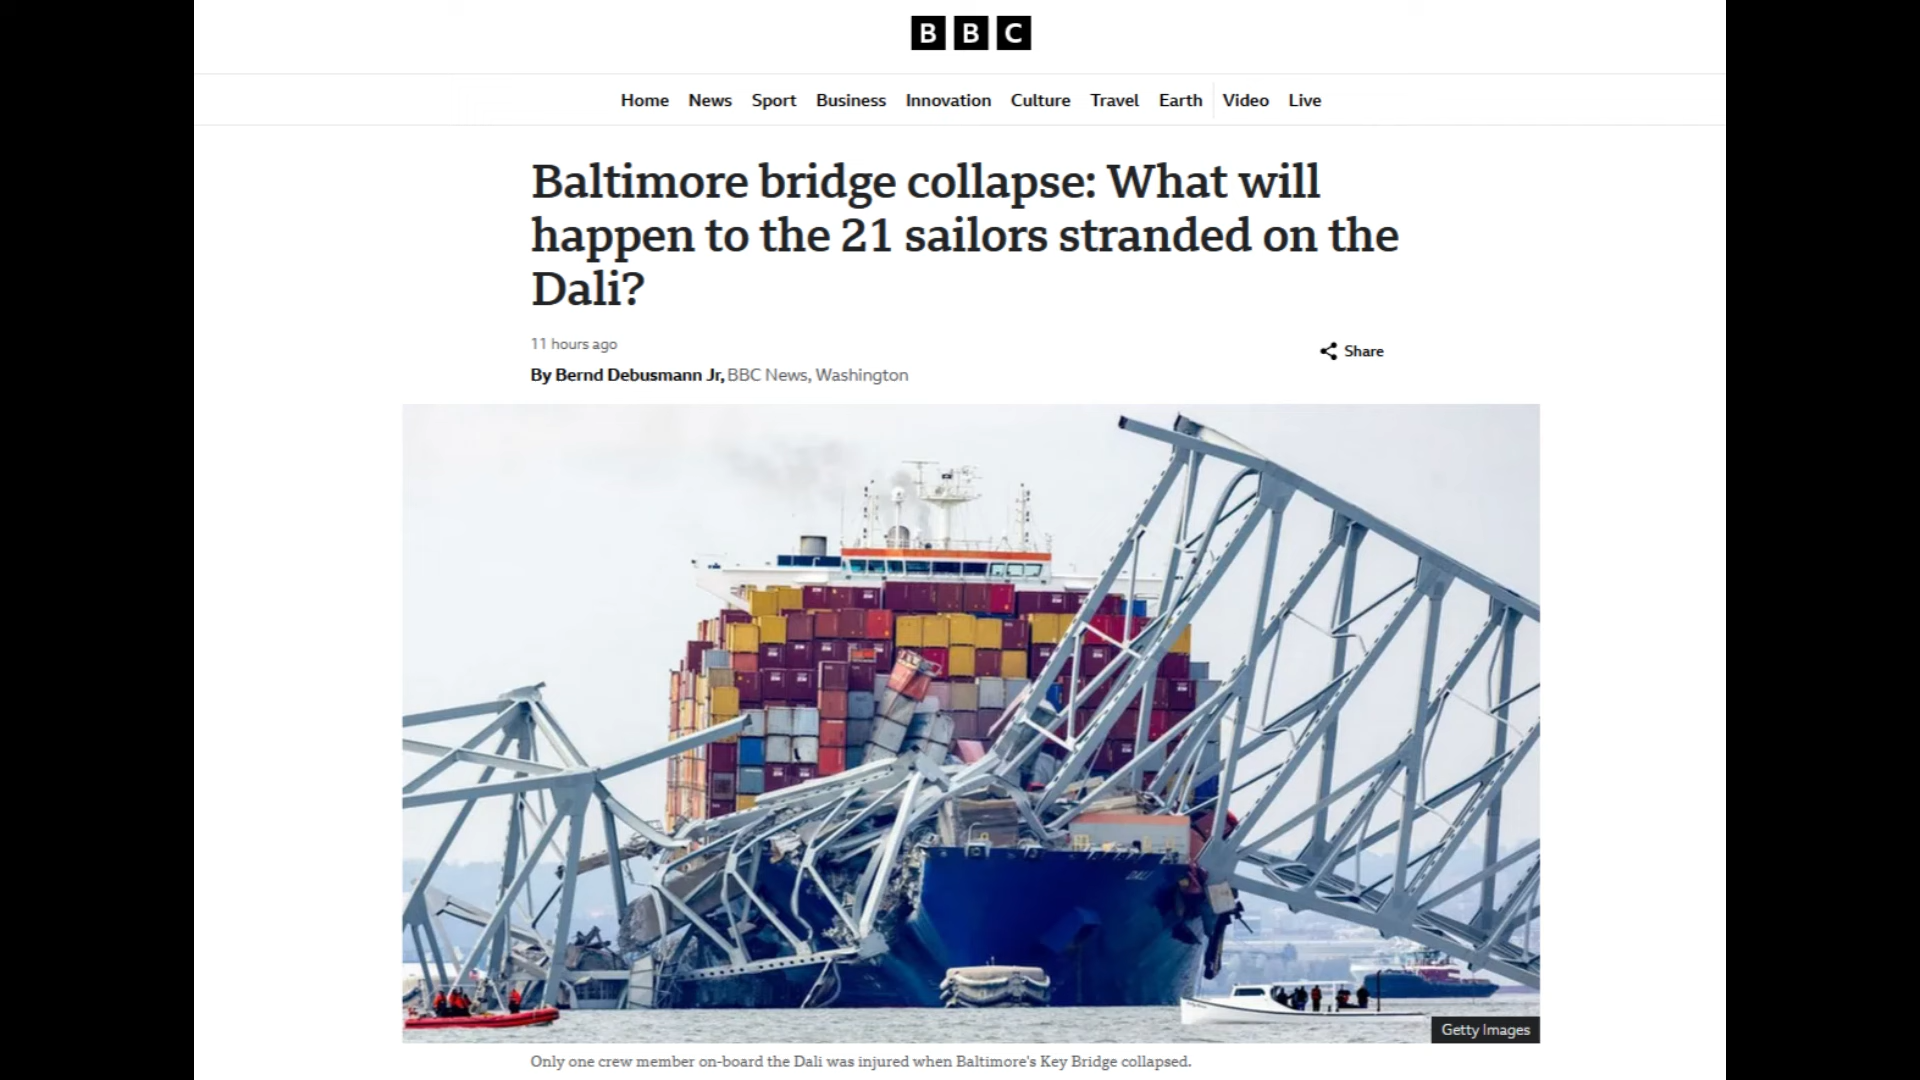 BBC
Home News Sport Business Innovation Culture Travel Earth Video Live
Baltimore bridge collapse: What will
happen to the 21 sailors stranded on the
Dali?
11 hours ago
Share
By Bernd Debusmann Jr, BBC News, Washington
DALI
Getty Images
Only one crew member on-board the Dali was injured when Baltimore's Key Bridge collapsed.